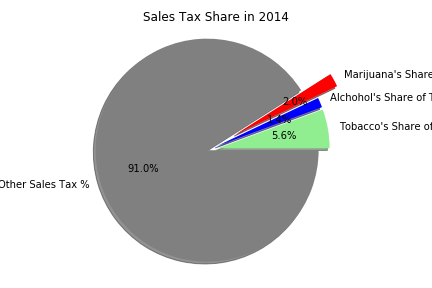 Sales Tax Share in 2014
Marijuana's Share
2.0%
Alchohol's Share of T
1.4%
Tobacco's Share of
5.6%
91.0%
Other Sales Tax %